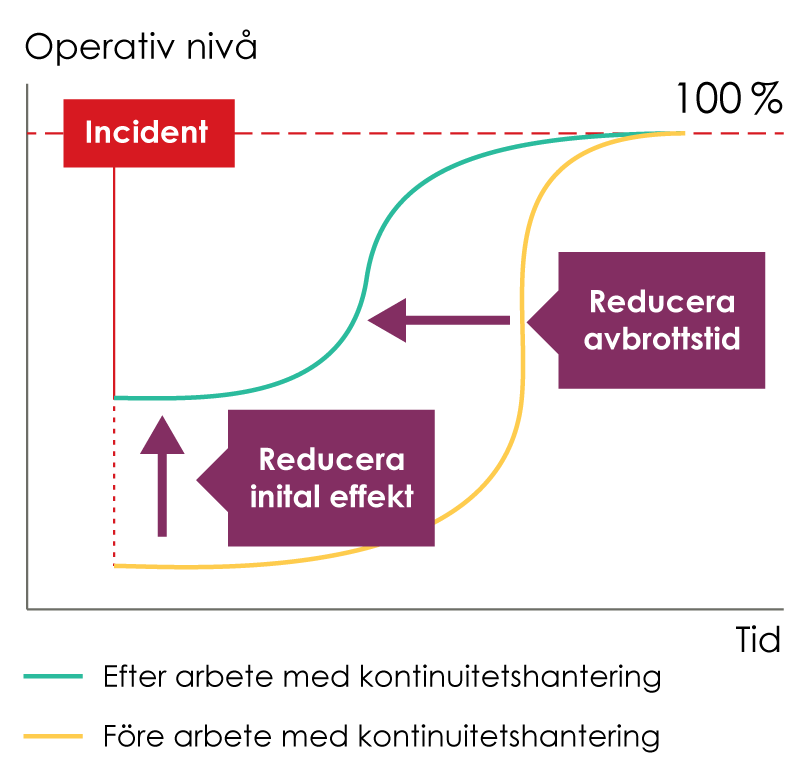 Operativ nivå
100 %
Incident
Reducera
avbrottstid
Reducera
inital effekt
Tid
Efter arbete med kontinuitetshantering
Före arbete med kontinuitetshantering